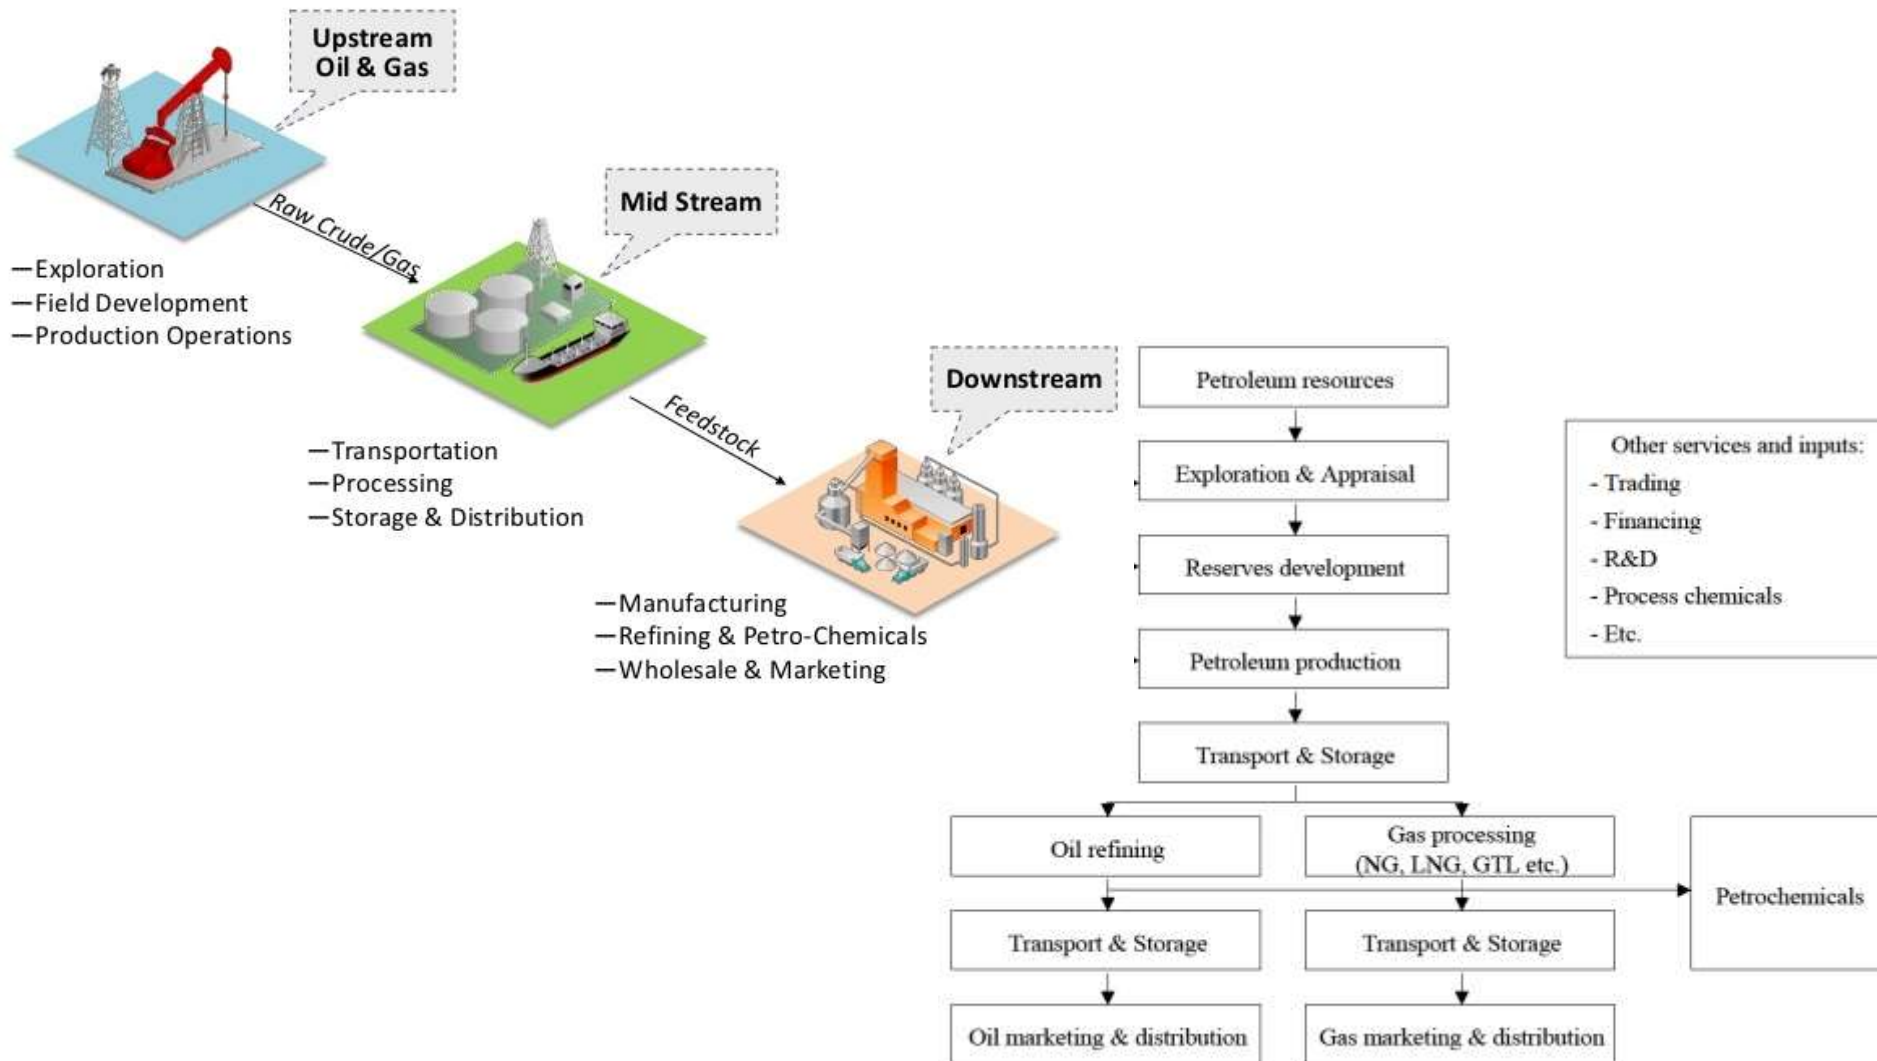 Upstream
Oil & Gas
Raw Crude/Gas
—Exploration
—Field Development
—Production Operations
Mid Stream
Feedstock
—Transportation
—Processing
—Storage & Distribution
Downstream
—Manufacturing
—Refining & Petro-Chemicals
—Wholesale & Marketing
Petroleum resources
Exploration & Appraisal
Reserves development
Petroleum production
Transport & Storage
Other services and inputs:
- Trading
- Financing
- R&D
- Process chemicals
- Etc.
Oil refining
Gas processing
(NG, LNG, GTL etc.)
Petrochemicals
Transport & Storage
Transport & Storage
Oil marketing & distribution
Gas marketing & distribution